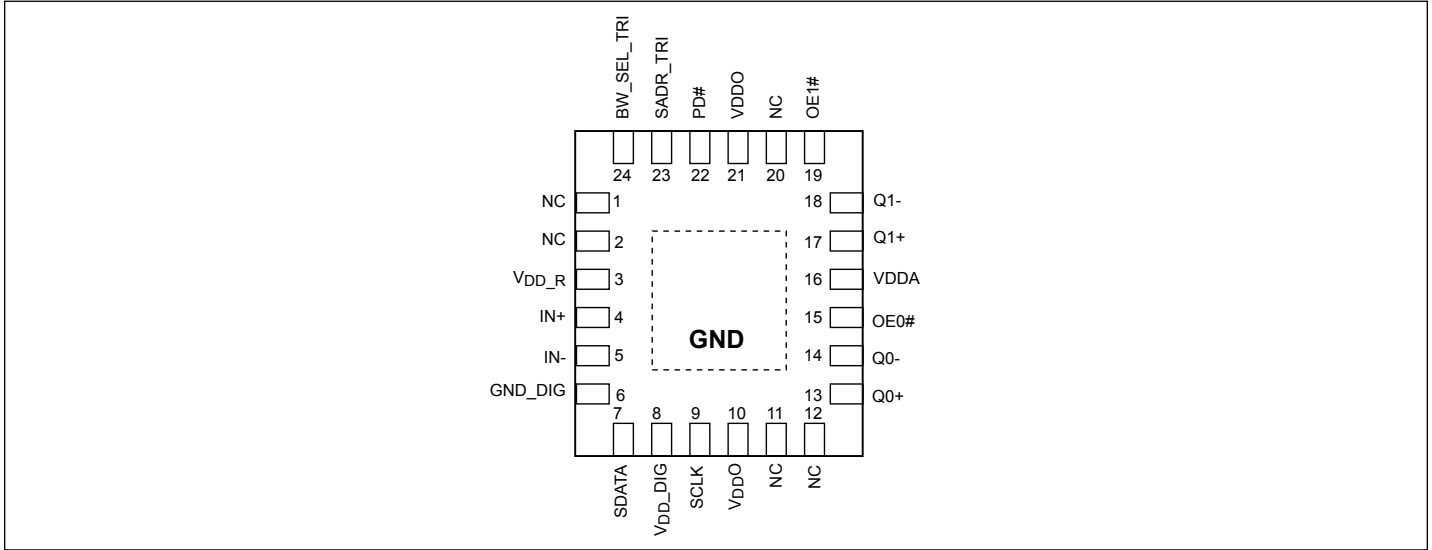 BW_SEL_TRI
SADR_TRI
PD#
VDDO
NC
OE1#
24
23
22
21
20
19
NC 1
NC 2
VDD_R 3
IN+ 4
IN- 5
GND_DIG 6
18 Q1-
17 Q1+
16 VDDA
15 OE0#
14 Q0-
13 Q0+
GND
7
8
9
10
11
12
SDATA
VDD_DIG
SCLK
VDDO
NC
NC